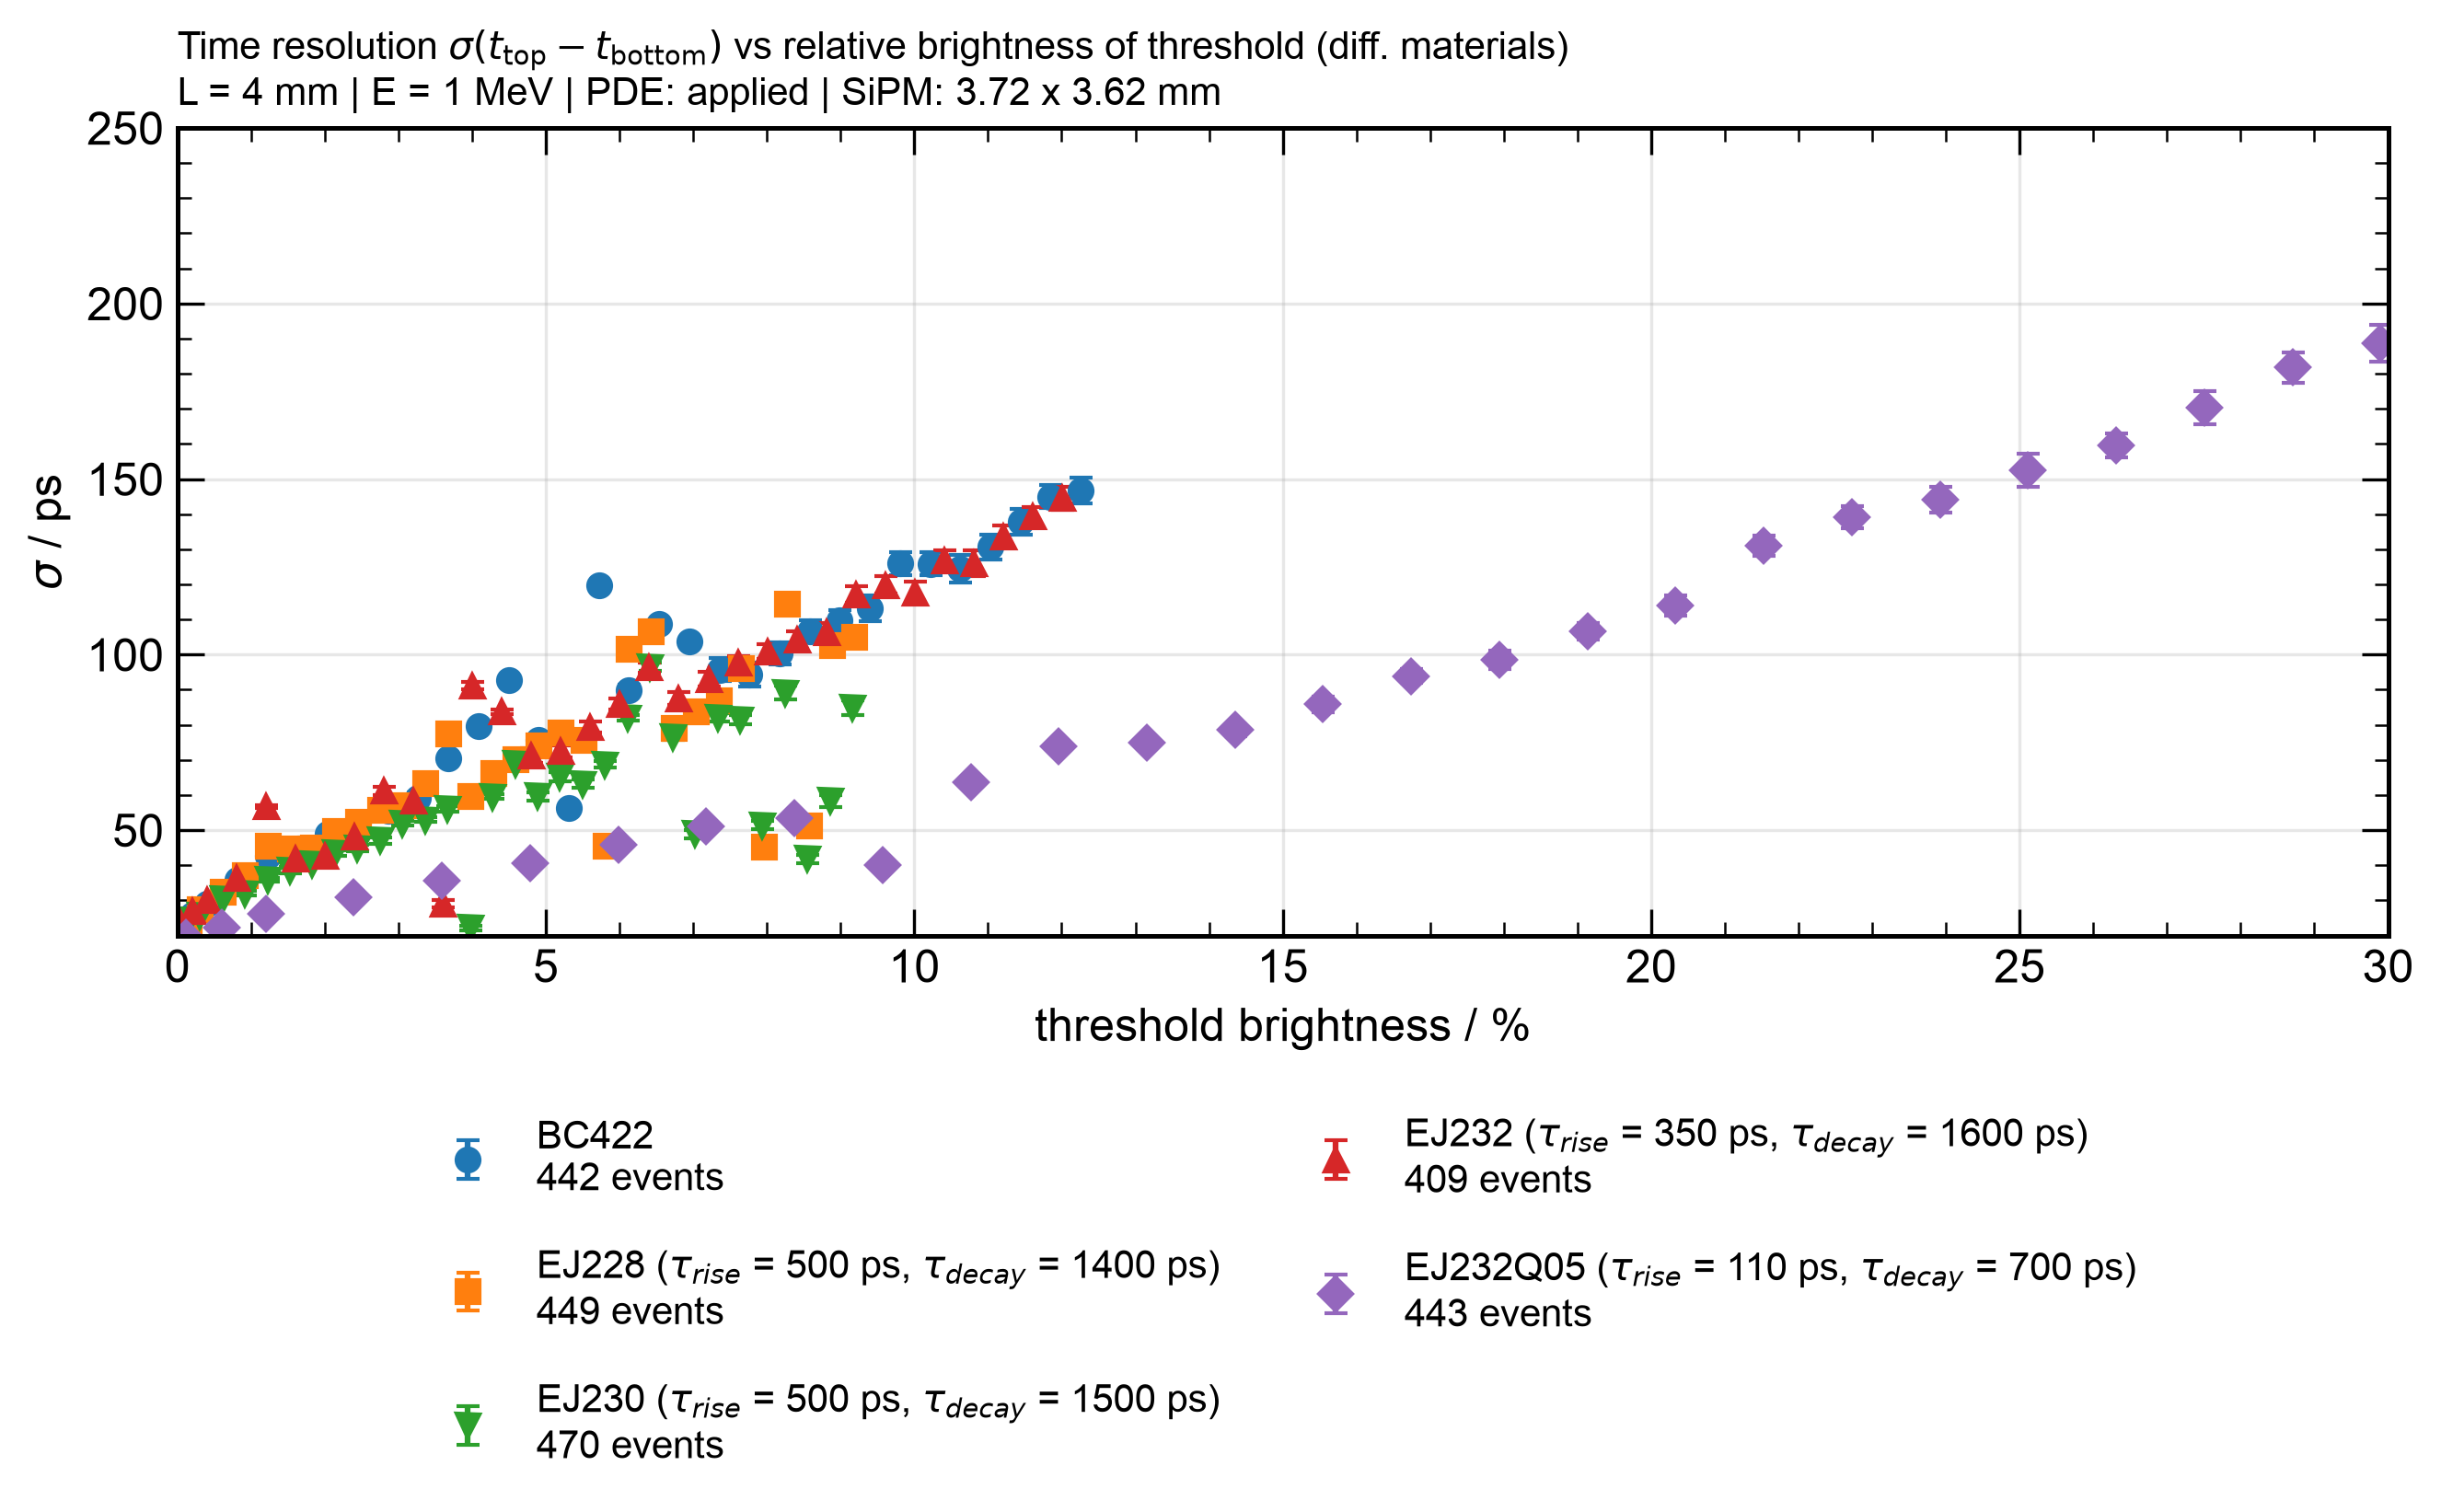 Time resolution σ(t_top − t_bottom) vs relative brightness of threshold (diff. materials)
L = 4 mm | E = 1 MeV | PDE: applied | SiPM: 3.72 x 3.62 mm
250
200
150
100
50
σ / ps
0 5 10 15 20 25 30
threshold brightness / %
BC422
442 events
EJ228 (τ_rise = 500 ps, τ_decay = 1400 ps)
449 events
EJ230 (τ_rise = 500 ps, τ_decay = 1500 ps)
470 events
EJ232 (τ_rise = 350 ps, τ_decay = 1600 ps)
409 events
EJ232Q05 (τ_rise = 110 ps, τ_decay = 700 ps)
443 events